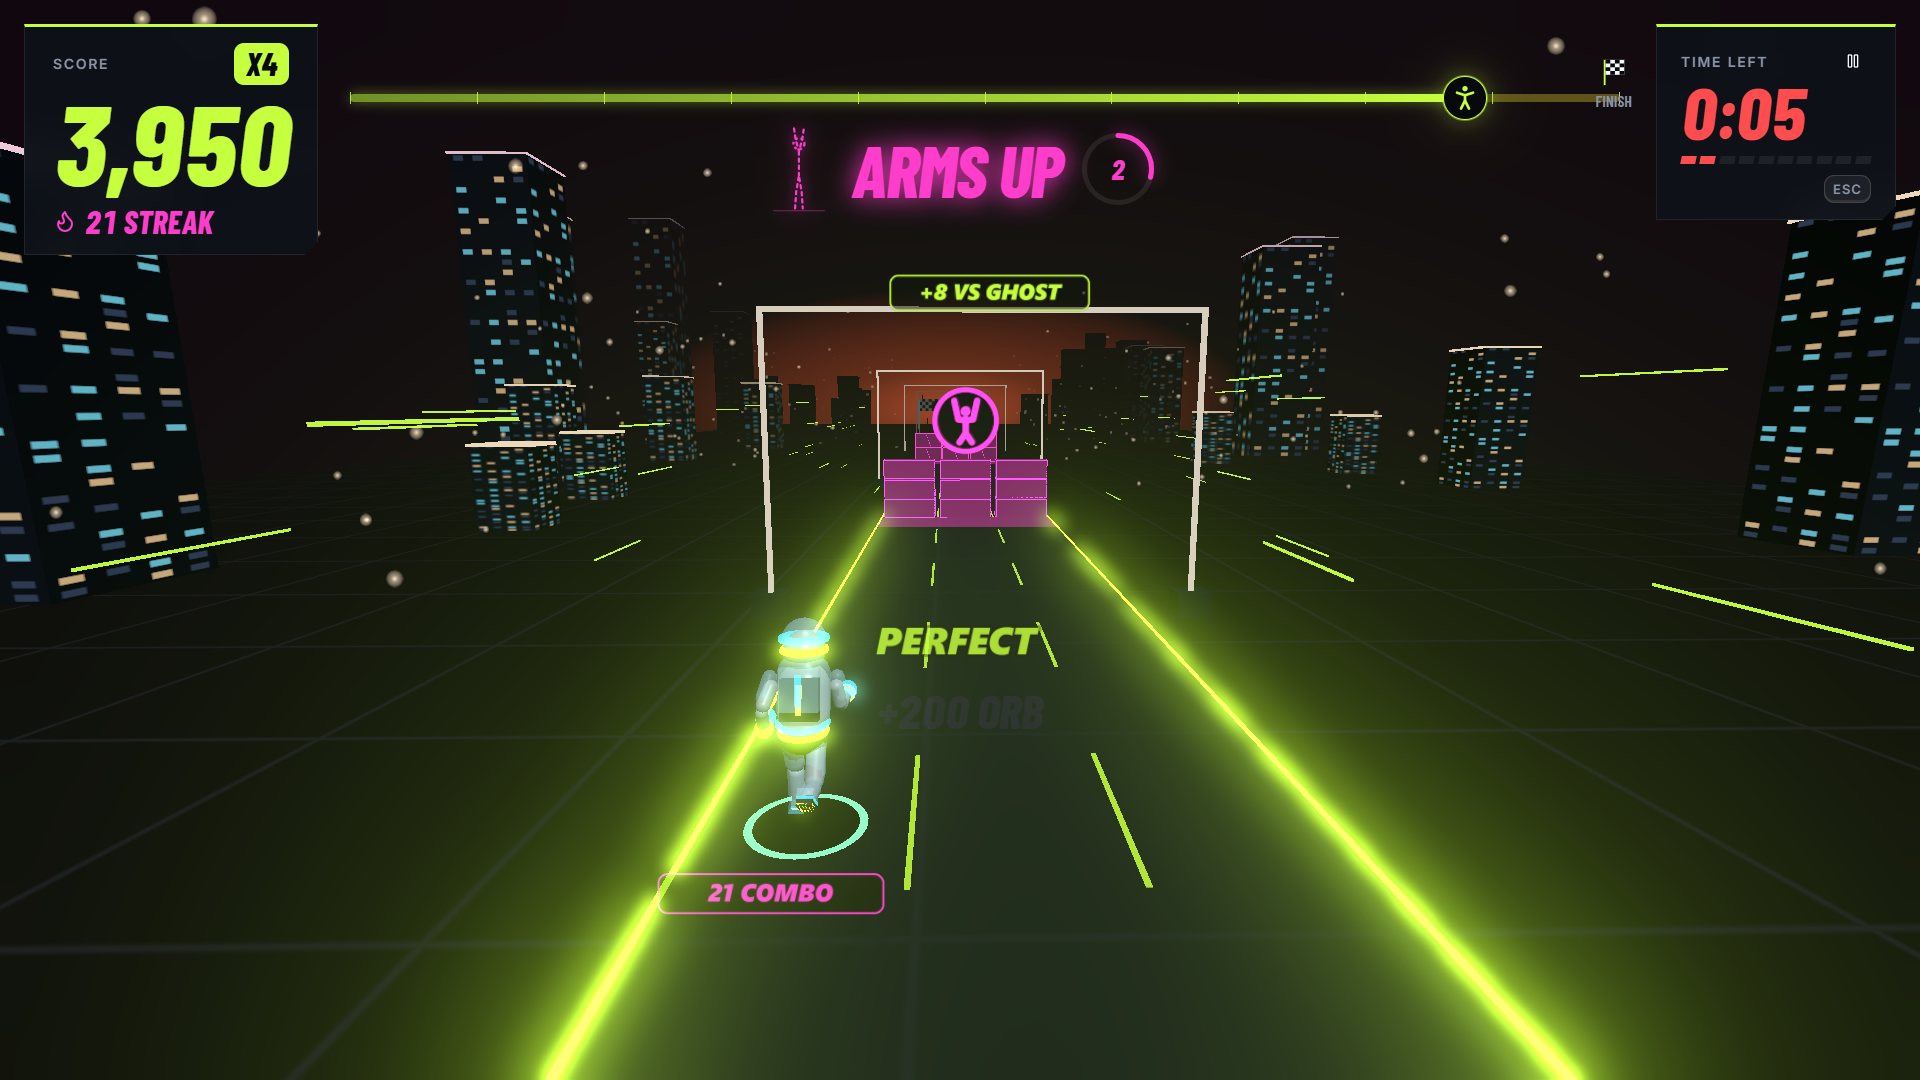 SCORE
X4
3,950
21 STREAK
FINISH
TIME LEFT
0:05
ESC
ARMS UP
2
+8 VS GHOST
PERFECT
+200 ORB
21 COMBO